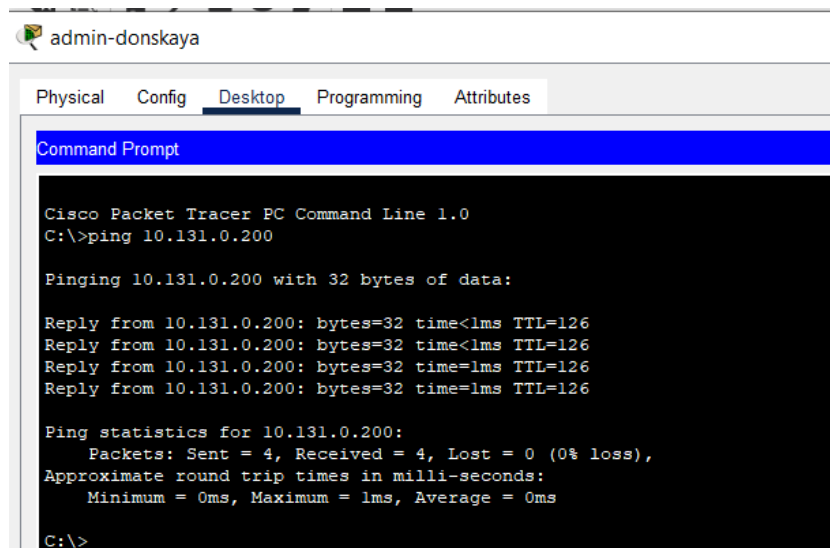 admin-donskaya
Physical Config Desktop Programming Attributes
Command Prompt
Cisco Packet Tracer PC Command Line 1.0
C:\>ping 10.131.0.200
Pinging 10.131.0.200 with 32 bytes of data:
Reply from 10.131.0.200: bytes=32 time<1ms TTL=126
Reply from 10.131.0.200: bytes=32 time<1ms TTL=126
Reply from 10.131.0.200: bytes=32 time=1ms TTL=126
Reply from 10.131.0.200: bytes=32 time=1ms TTL=126
Ping statistics for 10.131.0.200:
Packets: Sent = 4, Received = 4, Lost = 0 (0% loss),
Approximate round trip times in milli-seconds:
Minimum = 0ms, Maximum = 1ms, Average = 0ms
C:\>